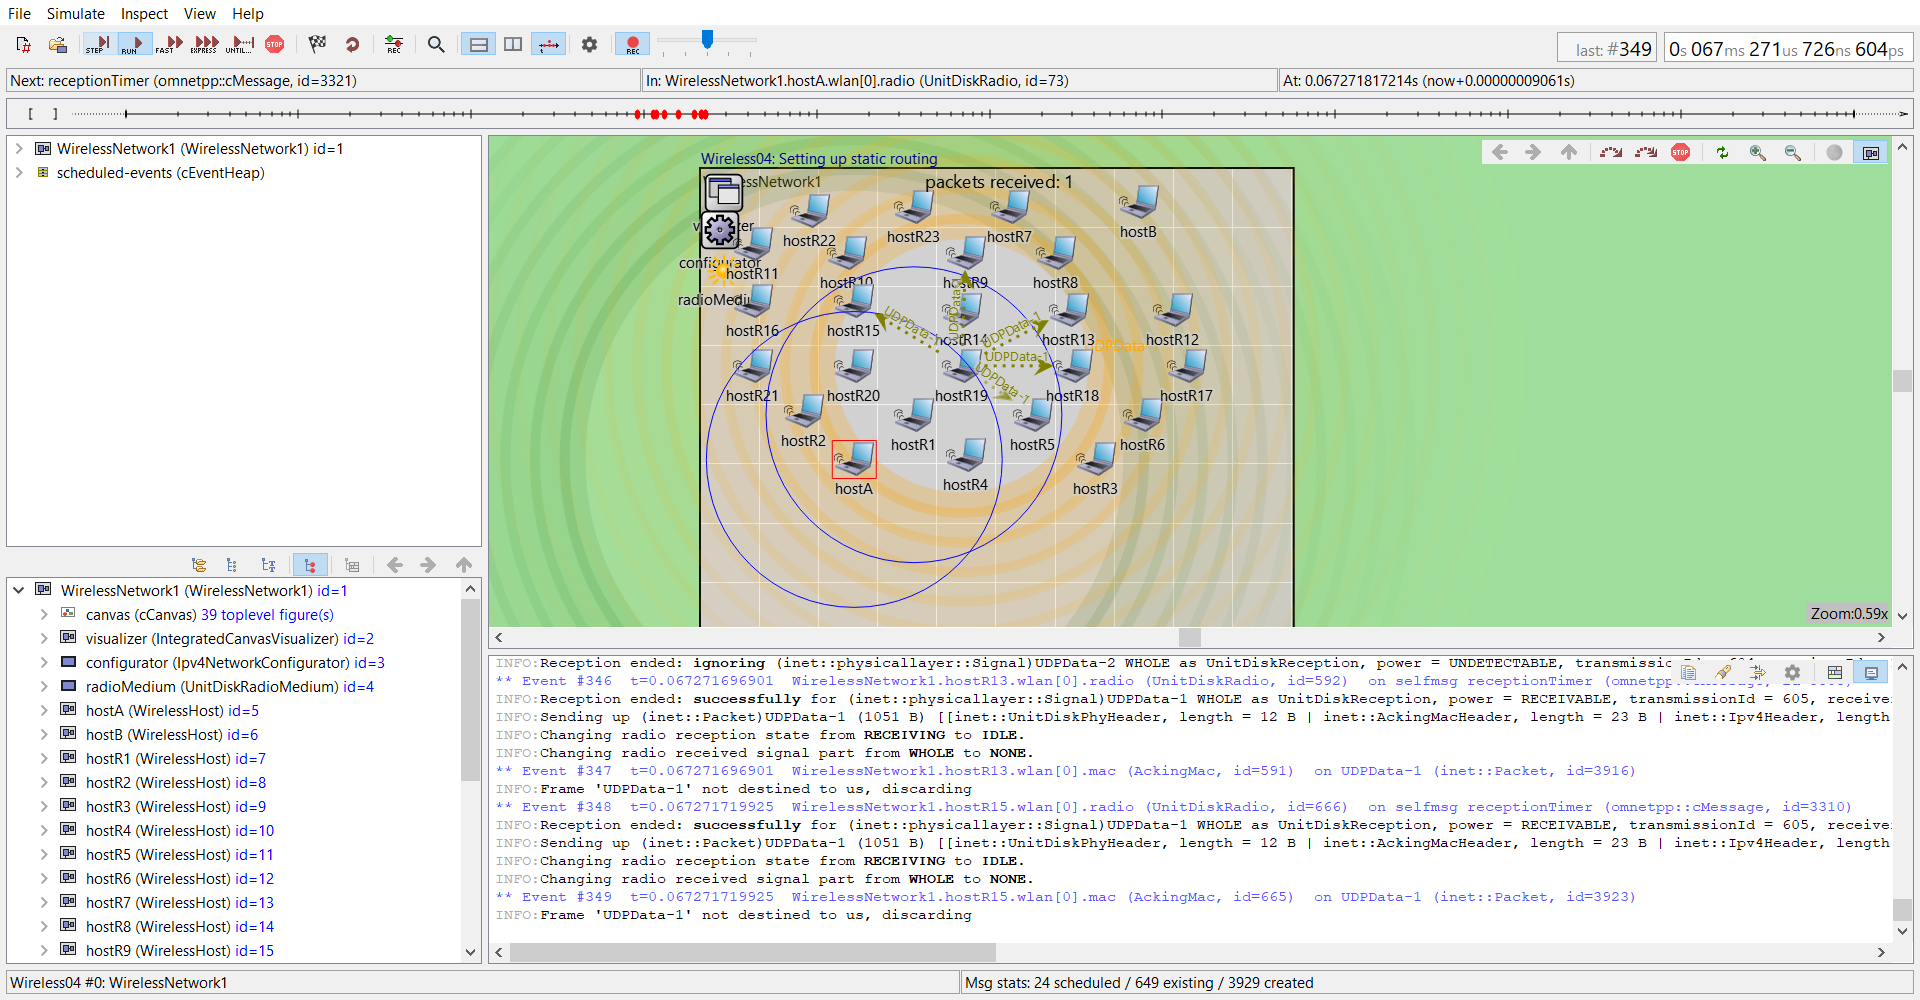 File Simulate Inspect View Help
STEP RUN FAST EXPRESS UNTIL... STOP REC REC
last: #349 0s 067ms 271us 726ns 604ps
Next: receptionTimer (omnetpp::cMessage, id=3321) In: WirelessNetwork1.hostA.wlan[0].radio (UnitDiskRadio, id=73) At: 0.067271817214s (now+0.00000009061s)
[ ]
WirelessNetwork1 (WirelessNetwork1) id=1
scheduled-events (cEventHeap)
Wireless04: Setting up static routing
packets received: 1
STOP
hostR22
hostR23
hostR7
hostB
configurator
hostR11
hostR10
hostR9
hostR8
hostR16
hostR15
hostR14
hostR13
hostR12
UDPData-1
UDPData-1
UDPData-1
UDPData-1
UDPData
hostR21
hostR20
hostR19
hostR18
hostR17
hostR2
hostR1
hostR5
hostR6
hostA
hostR4
hostR3
Zoom:0.59x
WirelessNetwork1 (WirelessNetwork1) id=1
canvas (cCanvas) 39 toplevel figure(s)
visualizer (IntegratedCanvasVisualizer) id=2
configurator (Ipv4NetworkConfigurator) id=3
radioMedium (UnitDiskRadioMedium) id=4
hostA (WirelessHost) id=5
hostB (WirelessHost) id=6
hostR1 (WirelessHost) id=7
hostR2 (WirelessHost) id=8
hostR3 (WirelessHost) id=9
hostR4 (WirelessHost) id=10
hostR5 (WirelessHost) id=11
hostR6 (WirelessHost) id=12
hostR7 (WirelessHost) id=13
hostR8 (WirelessHost) id=14
hostR9 (WirelessHost) id=15
INFO:Reception ended: ignoring (inet::physicallayer::Signal)UDPData-2 WHOLE as UnitDiskReception, power = UNDETECTABLE,
** Event #346 t=0.067271696901 WirelessNetwork1.hostR13.wlan[0].radio (UnitDiskRadio, id=592) on selfmsg receptionTimer
INFO:Reception ended: successfully for (inet::physicallayer::Signal)UDPData-1 WHOLE as UnitDiskReception, power = RECEIVABLE, transmissionId = 605, receive
INFO:Sending up (inet::Packet)UDPData-1 (1051 B) [[inet::UnitDiskPhyHeader, length = 12 B | inet::AckingMacHeader, length = 23 B | inet::Ipv4Header, length
INFO:Changing radio reception state from RECEIVING to IDLE.
INFO:Changing radio received signal part from WHOLE to NONE.
** Event #347 t=0.067271696901 WirelessNetwork1.hostR13.wlan[0].mac (AckingMac, id=591) on UDPData-1 (inet::Packet, id=3916)
INFO:Frame 'UDPData-1' not destined to us, discarding
** Event #348 t=0.067271719925 WirelessNetwork1.hostR15.wlan[0].radio (UnitDiskRadio, id=666) on selfmsg receptionTimer (omnetpp::cMessage, id=3310)
INFO:Reception ended: successfully for (inet::physicallayer::Signal)UDPData-1 WHOLE as UnitDiskReception, power = RECEIVABLE, transmissionId = 605, receive
INFO:Sending up (inet::Packet)UDPData-1 (1051 B) [[inet::UnitDiskPhyHeader, length = 12 B | inet::AckingMacHeader, length = 23 B | inet::Ipv4Header, length
INFO:Changing radio reception state from RECEIVING to IDLE.
INFO:Changing radio received signal part from WHOLE to NONE.
** Event #349 t=0.067271719925 WirelessNetwork1.hostR15.wlan[0].mac (AckingMac, id=665) on UDPData-1 (inet::Packet, id=3923)
INFO:Frame 'UDPData-1' not destined to us, discarding
Wireless04 #0: WirelessNetwork1 Msg stats: 24 scheduled / 649 existing / 3929 created